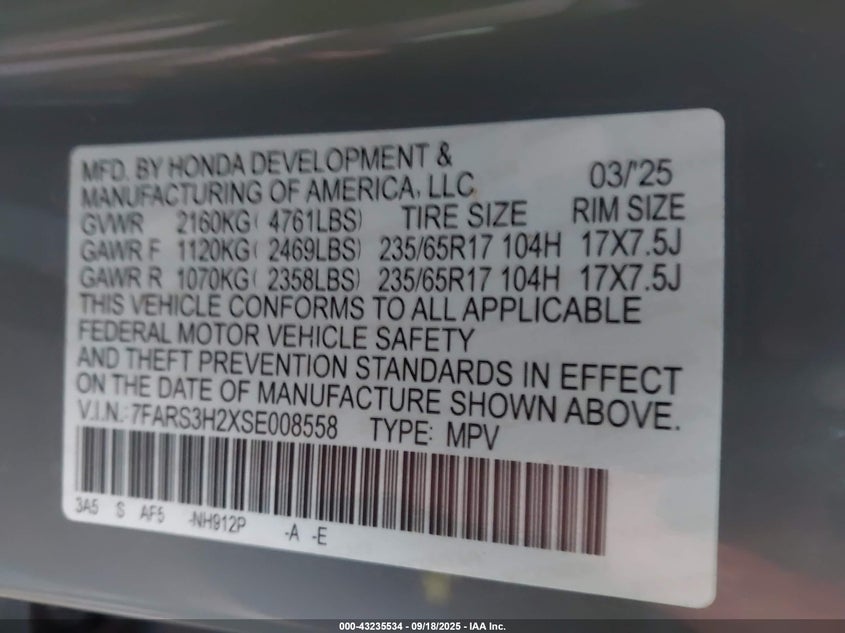 MFD. BY HONDA DEVELOPMENT &
MANUFACTURING OF AMERICA, LLC 03/'25
GVWR 2160KG( 4761LBS) TIRE SIZE RIM SIZE
GAWR F 1120KG( 2469LBS) 235/65R17 104H 17X7.5J
GAWR R 1070KG( 2358LBS) 235/65R17 104H 17X7.5J
THIS VEHICLE CONFORMS TO ALL APPLICABLE
FEDERAL MOTOR VEHICLE SAFETY
AND THEFT PREVENTION STANDARDS IN EFFECT
ON THE DATE OF MANUFACTURE SHOWN ABOVE.
V.I.N.: 7FARS3H2XSE008558 TYPE: MPV
3A5 S AF5 -NH912P -A -E
000-43235534 - 09/18/2025 - IAA Inc.